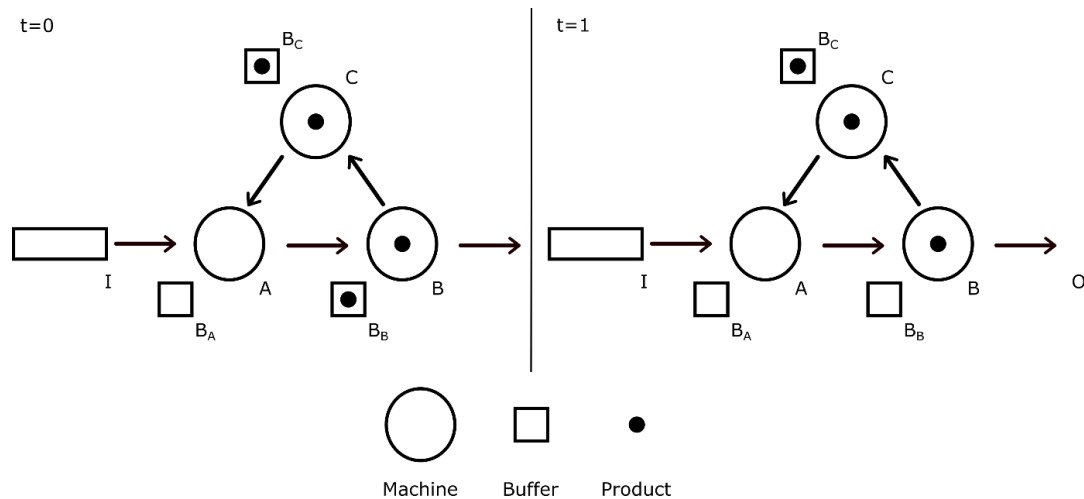 t=0
B_C
C
I
A
B
B_A
B_B
t=1
B_C
C
I
A
B
O
B_A
B_B
Machine
Buffer
Product